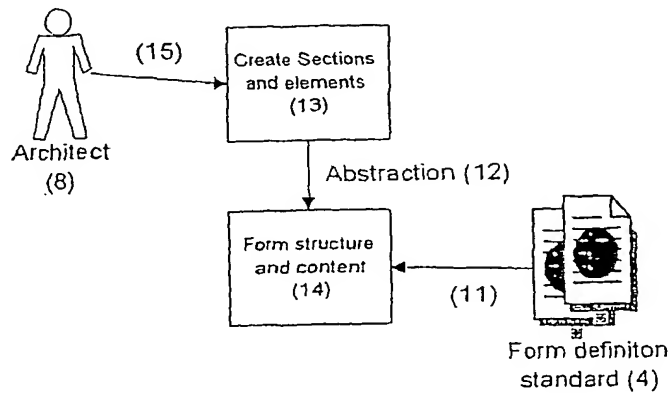 (15)
Create Sections
and elements
(13)
Architect
(8)
Abstraction (12)
Form structure
and content
(14)
(11)
Form definiton
standard (4)